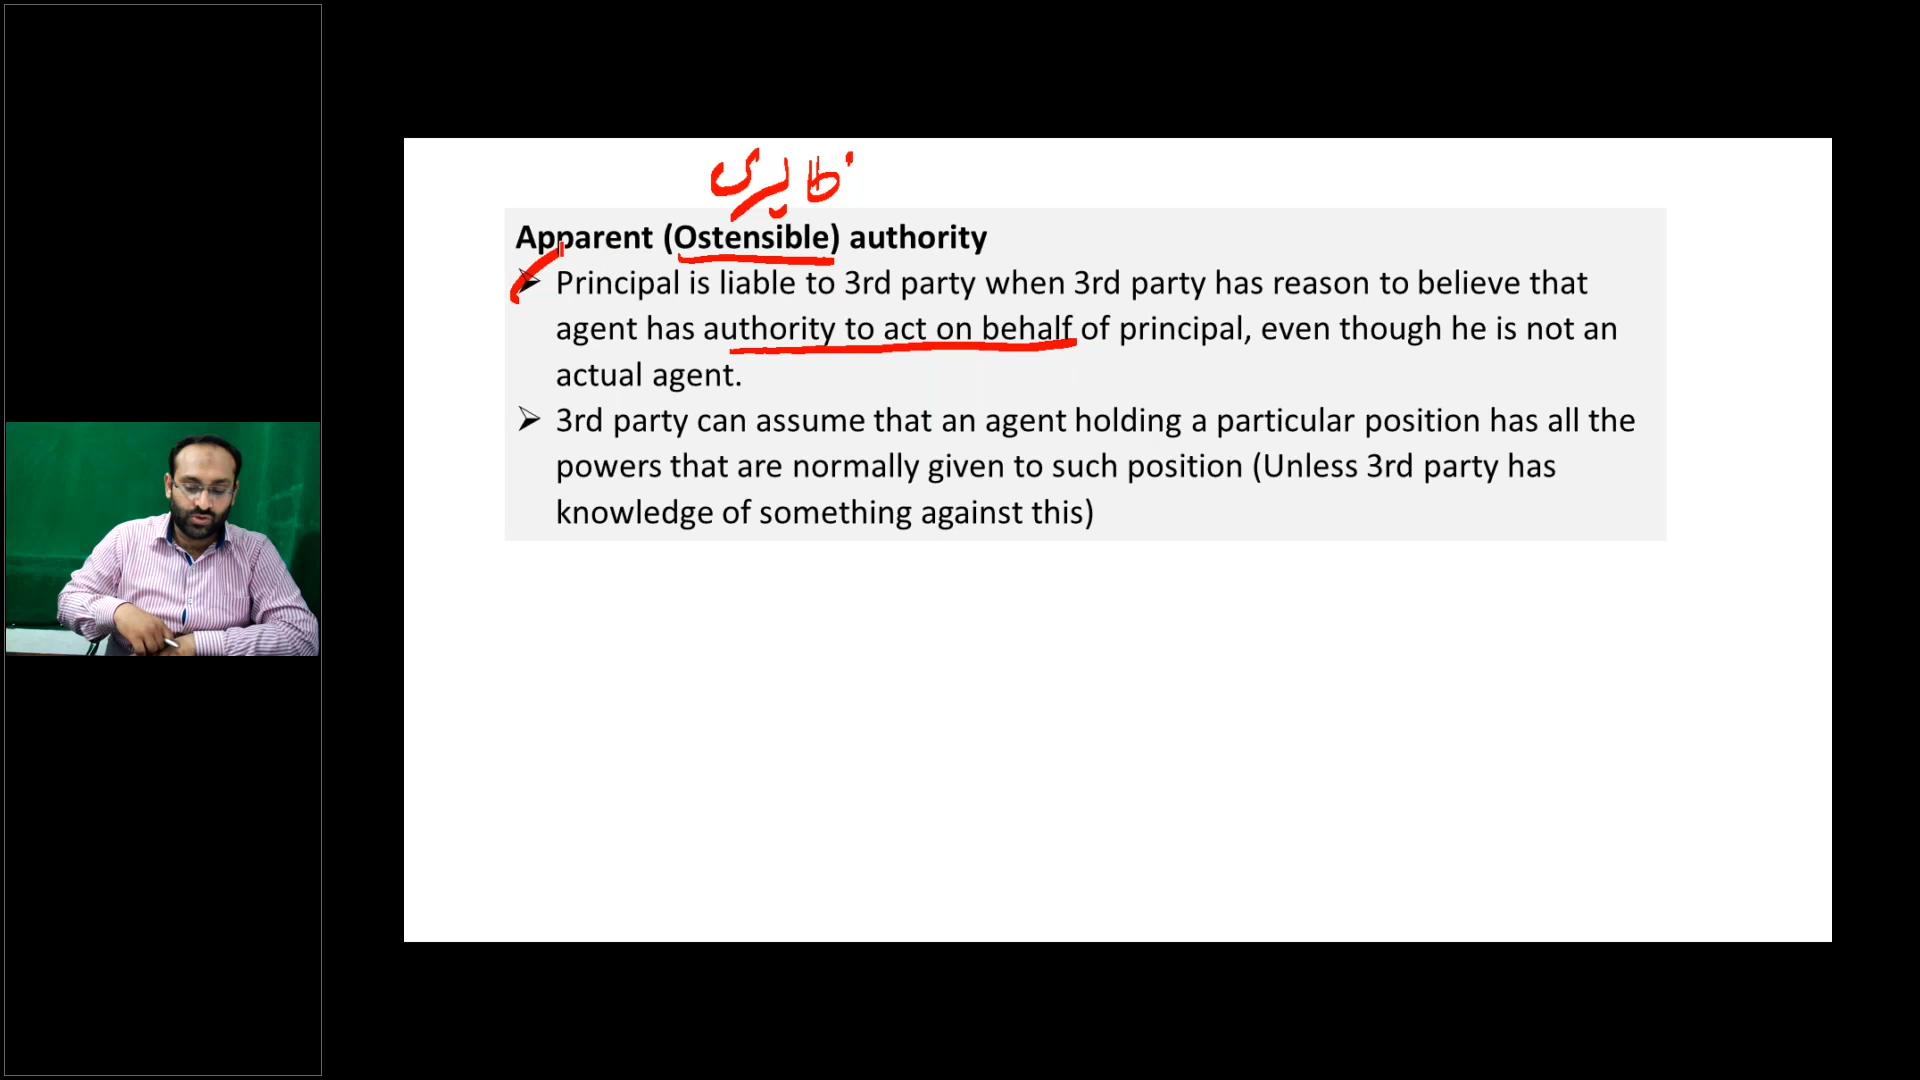 ظاہری
Apparent (Ostensible) authority
➢ Principal is liable to 3rd party when 3rd party has reason to believe that
agent has authority to act on behalf of principal, even though he is not an
actual agent.
➢ 3rd party can assume that an agent holding a particular position has all the
powers that are normally given to such position (Unless 3rd party has
knowledge of something against this)